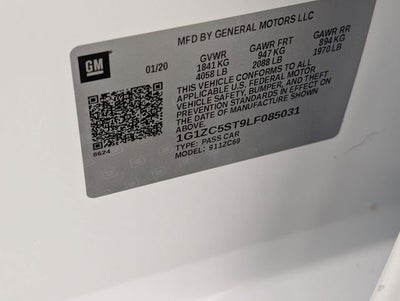 MFD BY GENERAL MOTORS LLC
GM
01/20
GVWR GAWR FRT GAWR RR
1841 KG 947 KG 894 KG
4058 LB 2088 LB 1970 LB
THIS VEHICLE CONFORMS TO ALL
APPLICABLE U.S. FEDERAL MOTOR
VEHICLE SAFETY, BUMPER, AND THEFT
PREVENTION STANDARDS IN EFFECT ON
THE DATE OF MANUFACTURE SHOWN
ABOVE.
1G1ZC5ST9LF085031
TYPE: PASS CAR
MODEL: 911ZC69
8624